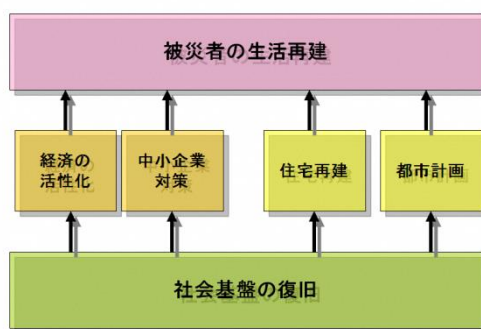 被災者の生活再建
経済の
活性化
中小企業
対策
住宅再建
都市計画
社会基盤の復旧